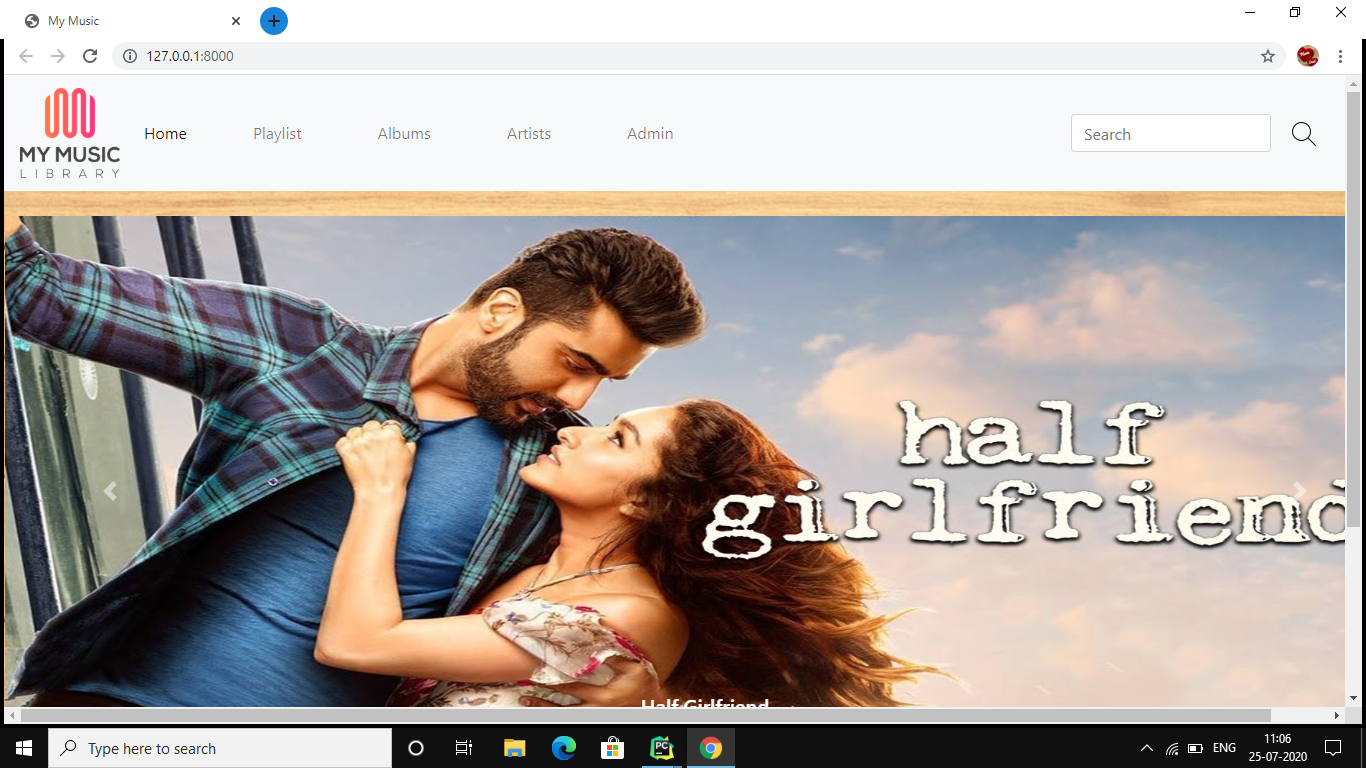 My Music
127.0.0.1:8000
MY MUSIC
LIBRARY
Home Playlist Albums Artists Admin Search
half
girlfriend
Half Girlfriend
Type here to search
PC
ENG
11:06
25-07-2020